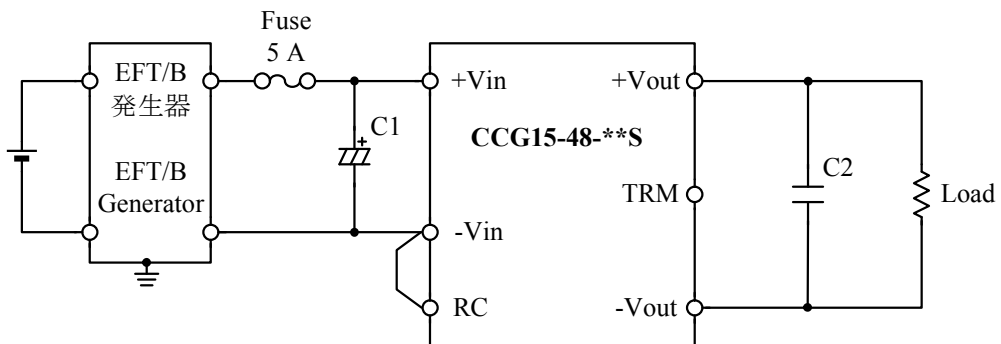 Fuse
5 A
EFT/B
発生器
EFT/B
Generator
C1
+
+Vin
-Vin
RC
CCG15-48-**S
+Vout
TRM
-Vout
C2
Load